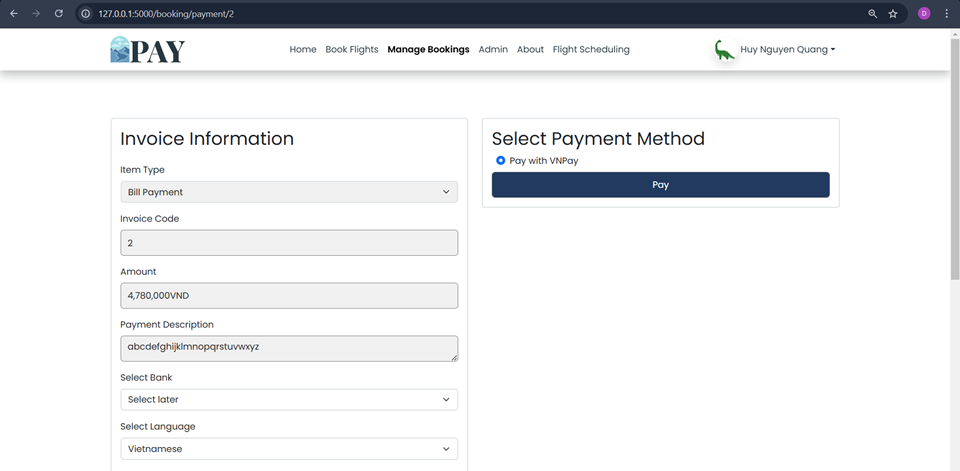 127.0.0.1:5000/booking/payment/2
D
PAY
Home Book Flights Manage Bookings Admin About Flight Scheduling
Huy Nguyen Quang
Invoice Information
Item Type
Bill Payment
Invoice Code
2
Amount
4,780,000VND
Payment Description
abcdefghijklmnopqrstuvwxyz
Select Bank
Select later
Select Language
Vietnamese
Select Payment Method
Pay with VNPay
Pay